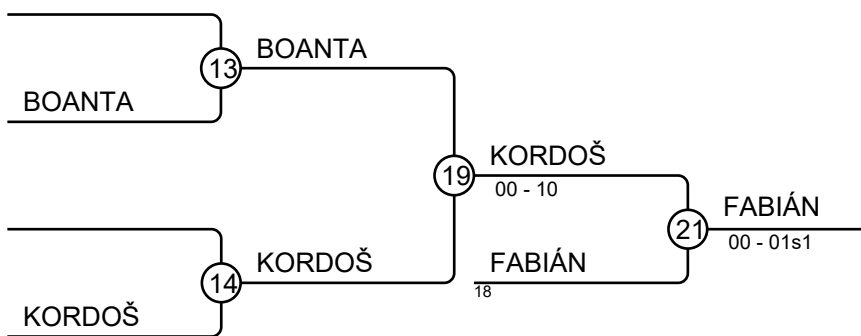 BOANTA
13
BOANTA
KORDOŠ
14
KORDOŠ
19
KORDOŠ
00 - 10
FABIÁN
18
21
FABIÁN
00 - 01s1